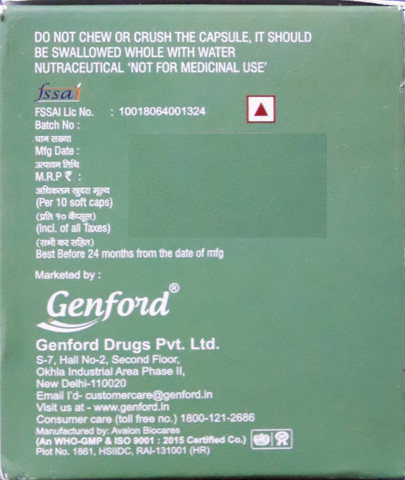 DO NOT CHEW OR CRUSH THE CAPSULE, IT SHOULD
BE SWALLOWED WHOLE WITH WATER
NUTRACEUTICAL 'NOT FOR MEDICINAL USE'
fssai
FSSAI Lic No. : 10018064001324
Batch No :
घान संख्या
Mfg Date :
उत्पादन तिथि
M.R.P ₹ :
अधिकतम खुदरा मूल्य
(Per 10 soft caps)
(प्रति १० कैप्सूल)
(Incl. of all Taxes)
(सभी कर सहित)
Best Before 24 months from the date of mfg
Marketed by :
Genford®
Genford Drugs Pvt. Ltd.
S-7, Hall No-2, Second Floor,
Okhla Industrial Area Phase II,
New Delhi-110020
Email I'd- customercare@genford.in
Visit us at - www.genford.in
Consumer care (toll free no.) 1800-121-2686
Manufactured by: Avalon Biocares
(An WHO-GMP & ISO 9001 : 2015 Certified Co.)
Plot No. 1861, HSIIDC, RAI-131001 (HR)